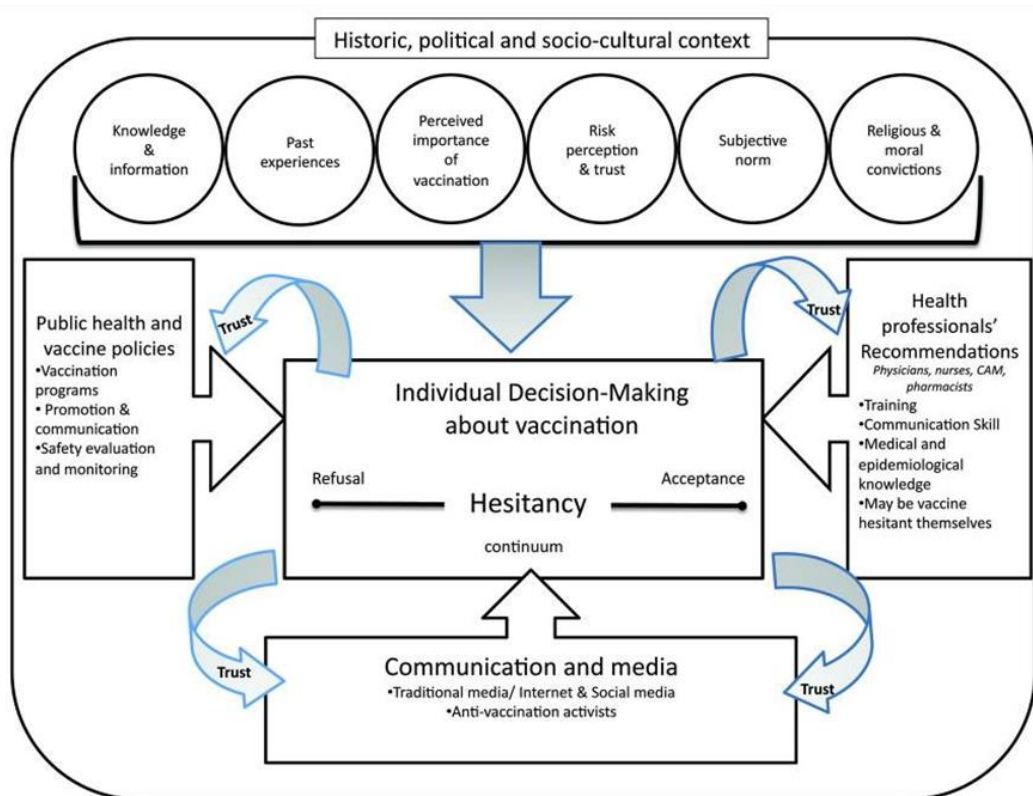 Historic, political and socio-cultural context
Knowledge
&
information
Past
experiences
Perceived
importance
of
vaccination
Risk
perception
& trust
Subjective
norm
Religious &
moral
convictions
Public health and
vaccine policies
•Vaccination
programs
• Promotion &
communication
•Safety evaluation
and monitoring
Trust
Trust
Health
professionals'
Recommendations
Physicians, nurses, CAM,
pharmacists
•Training
•Communication Skill
•Medical and
epidemiological
knowledge
•May be vaccine
hesitant themselves
Individual Decision-Making
about vaccination
Refusal
Acceptance
Hesitancy
continuum
Trust
Trust
Communication and media
•Traditional media/ Internet & Social media
•Anti-vaccination activists